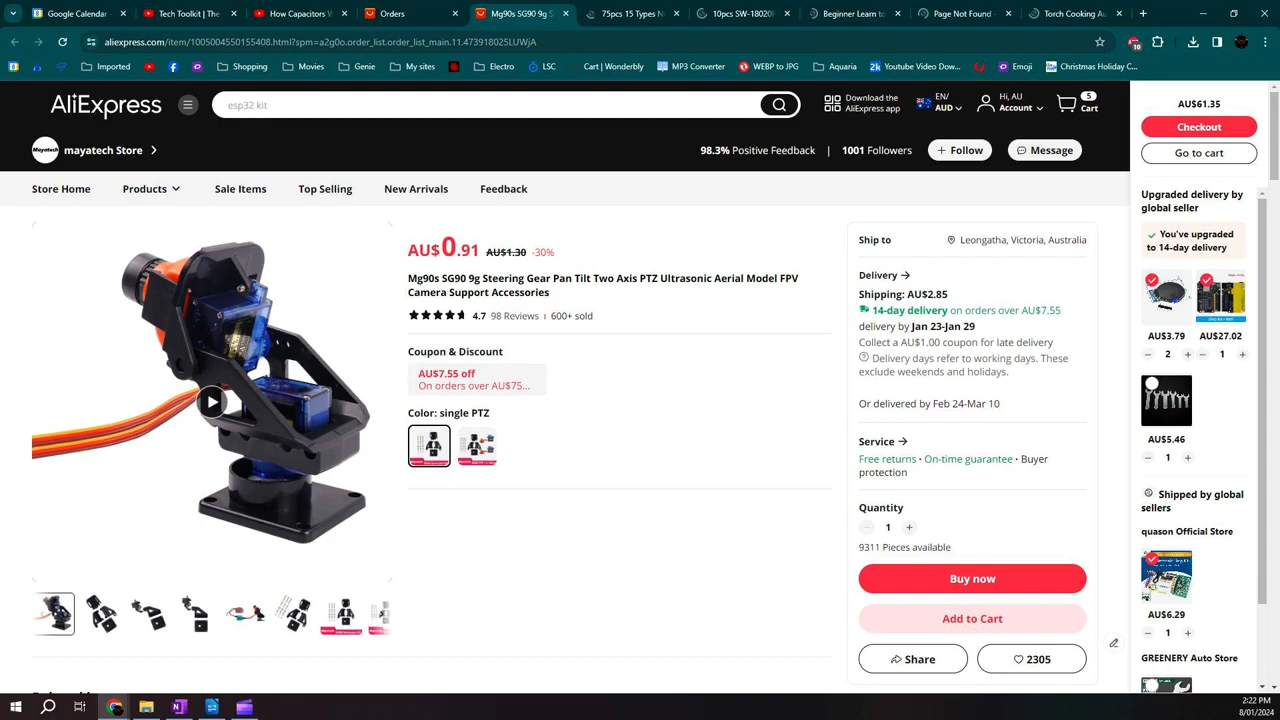 Google Calendar
Tech Toolkit | The
How Capacitors W
Orders
Mg90s SG90 9g S
75pcs 15 Types N
10pcs SW-18020P
Beginner Learn to
Page Not Found -
Torch Cooking Au
aliexpress.com/item/1005004550155408.html?spm=a2g0o.order_list.order_list_main.11.473918025LUWjA
10
Imported
Shopping
Movies
Genie
My sites
Electro
LSC
Cart | Wonderbly
MP3 Converter
WEBP to JPG
Aquaria
2k Youtube Video Dow...
Emoji
Christmas Holiday C...
AliExpress
esp32 kit
Download the
AliExpress app
EN/
AUD
Hi, AU
Account
5
Cart
Mayatech
mayatech Store
98.3% Positive Feedback | 1001 Followers
+ Follow
Message
Store Home
Products
Sale Items
Top Selling
New Arrivals
Feedback
AU$0.91 AU$1.30 -30%
Mg90s SG90 9g Steering Gear Pan Tilt Two Axis PTZ Ultrasonic Aerial Model FPV
Camera Support Accessories
4.7 98 Reviews 600+ sold
Coupon & Discount
AU$7.55 off
On orders over AU$75...
Color: single PTZ
Ship to
Leongatha, Victoria, Australia
Delivery
Shipping: AU$2.85
14-day delivery on orders over AU$7.55
delivery by Jan 23-Jan 29
Collect a AU$1.00 coupon for late delivery
Delivery days refer to working days. These
exclude weekends and holidays.
Or delivered by Feb 24-Mar 10
Service
Free returns · On-time guarantee · Buyer
protection
Quantity
− 1 +
9311 Pieces available
Buy now
Add to Cart
Share
2305
AU$61.35
Checkout
Go to cart
Upgraded delivery by
global seller
You've upgraded
to 14-day delivery
AU$3.79
AU$27.02
− 2 +
− 1 +
AU$5.46
− 1 +
Shipped by global
sellers
quason Official Store
AU$6.29
− 1 +
GREENERY Auto Store
2:22 PM
8/01/2024